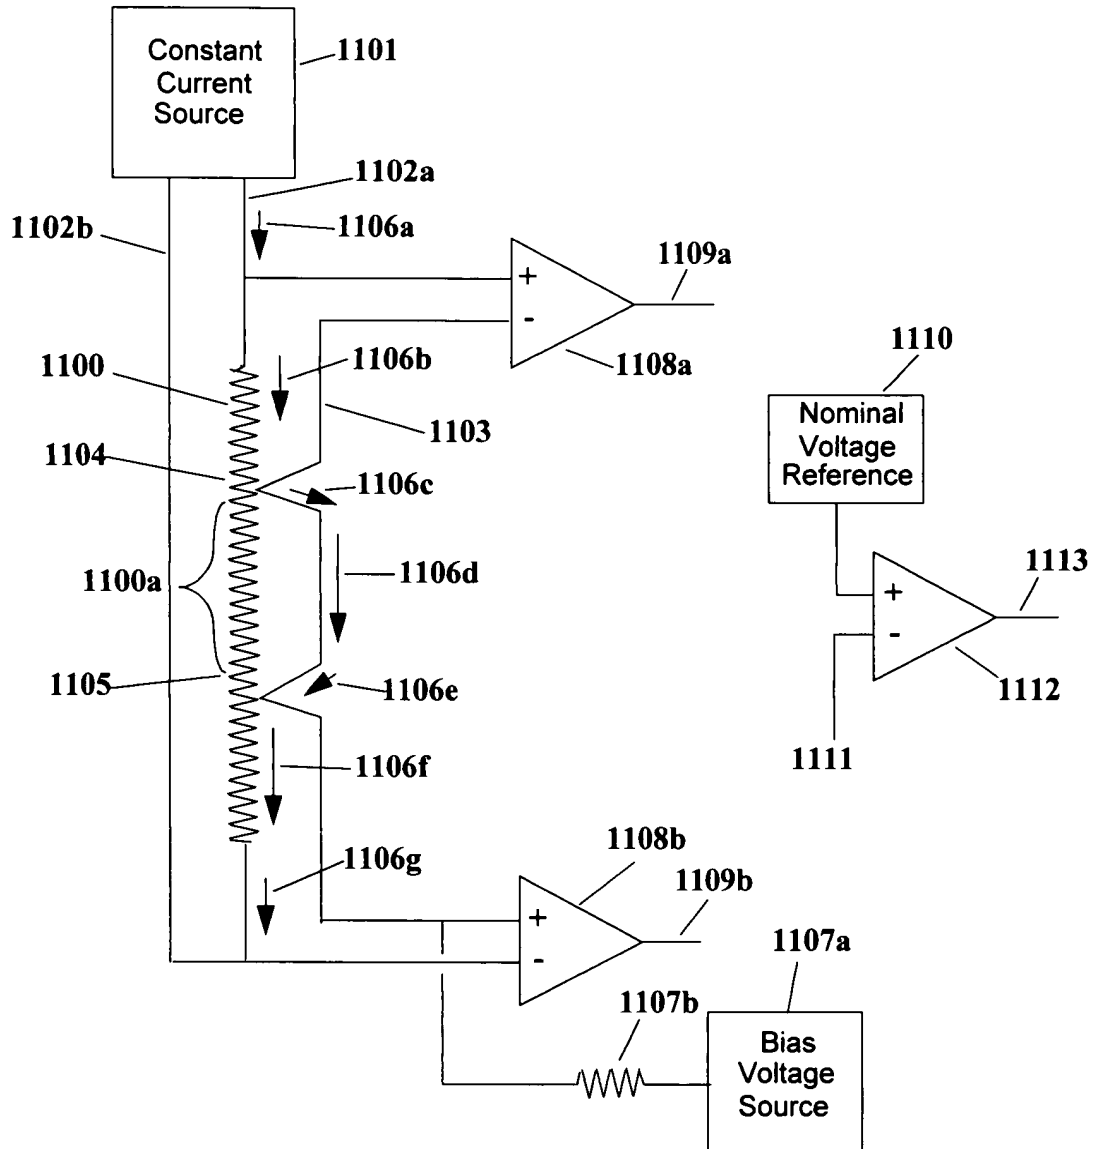 Constant
Current
Source
1101
1102a
1102b
1106a
1109a
+
-
1108a
1110
1100
1106b
1103
Nominal
Voltage
Reference
1104
1106c
1100a
1106d
1113
+
-
1105
1106e
1112
1106f
1111
1106g
1108b
1109b
+
-
1107a
1107b
Bias
Voltage
Source